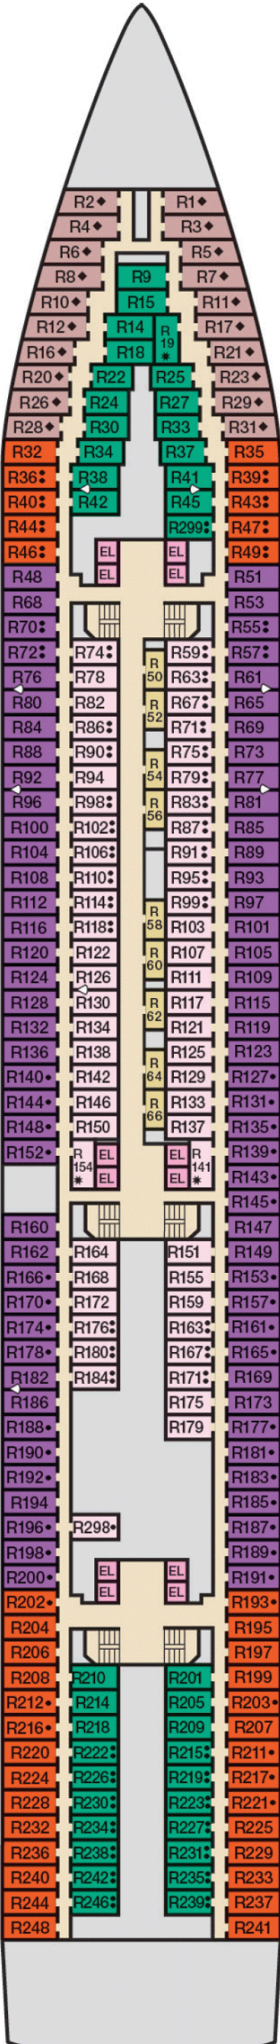 R2◆ R1◆
R4◆ R3◆
R6◆ R5◆
R8◆ R9 R7◆
R10◆ R15 R11◆
R12◆ R14 R19✷ R17◆
R16◆ R18 R21◆
R20◆ R22 R25 R23◆
R26◆ R24 R27 R29◆
R28◆ R30 R33 R31◆
R32 R34 R37 R35
R36: R38 R41 R39:
R40: R42 R45 R43:
R44: R299: R47:
R46: EL EL R49:
R48 EL EL R51
R68 R53
R70: R55:
R72: R74: R50 R59: R57:
R76 R78 R63: R61
R80 R82 R52 R67: R65
R84 R86: R71: R69
R88 R90: R54 R75: R73
R92 R94 R79: R77
R96 R98: R56 R83: R81
R100 R102: R87: R85
R104 R106: R91: R89
R108 R110: R95: R93
R112 R114: R58 R99: R97
R116 R118: R103 R101
R120 R122 R60 R107 R105
R124 R126 R111 R109
R128 R130 R62 R117 R115
R132 R134 R121 R119
R136 R138 R125 R123
R140• R142 R64 R129 R127•
R144• R146 R66 R133 R131•
R148• R150 R137 R135•
R152• R154✷ EL EL R141✷ R139•
EL EL R143•
R145•
R160 R147
R162 R164 R151 R149
R166• R168 R155 R153•
R170• R172 R159 R157•
R174• R176: R163: R161•
R178• R180: R167: R165•
R182 R184: R171: R169
R186 R175 R173
R188• R179 R177•
R190• R181•
R192• R183•
R194 R185•
R196• R298• R187•
R198• EL EL R189•
R200• EL EL R191•
R202• R193•
R204 R195
R206 R197
R208 R210 R201 R199
R212• R214 R205 R203•
R216• R218 R209 R207
R220 R222: R215: R211•
R224 R226: R219: R217•
R228 R230: R223: R221•
R232 R234: R227: R225
R236 R238: R231: R229
R240 R242: R235: R233
R244 R246: R239: R237
R248 R241